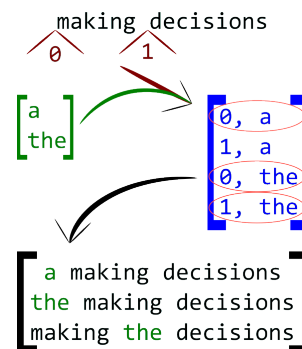 making decisions
0 1
a
the
0, a
1, a
0, the
1, the
a making decisions
the making decisions
making the decisions